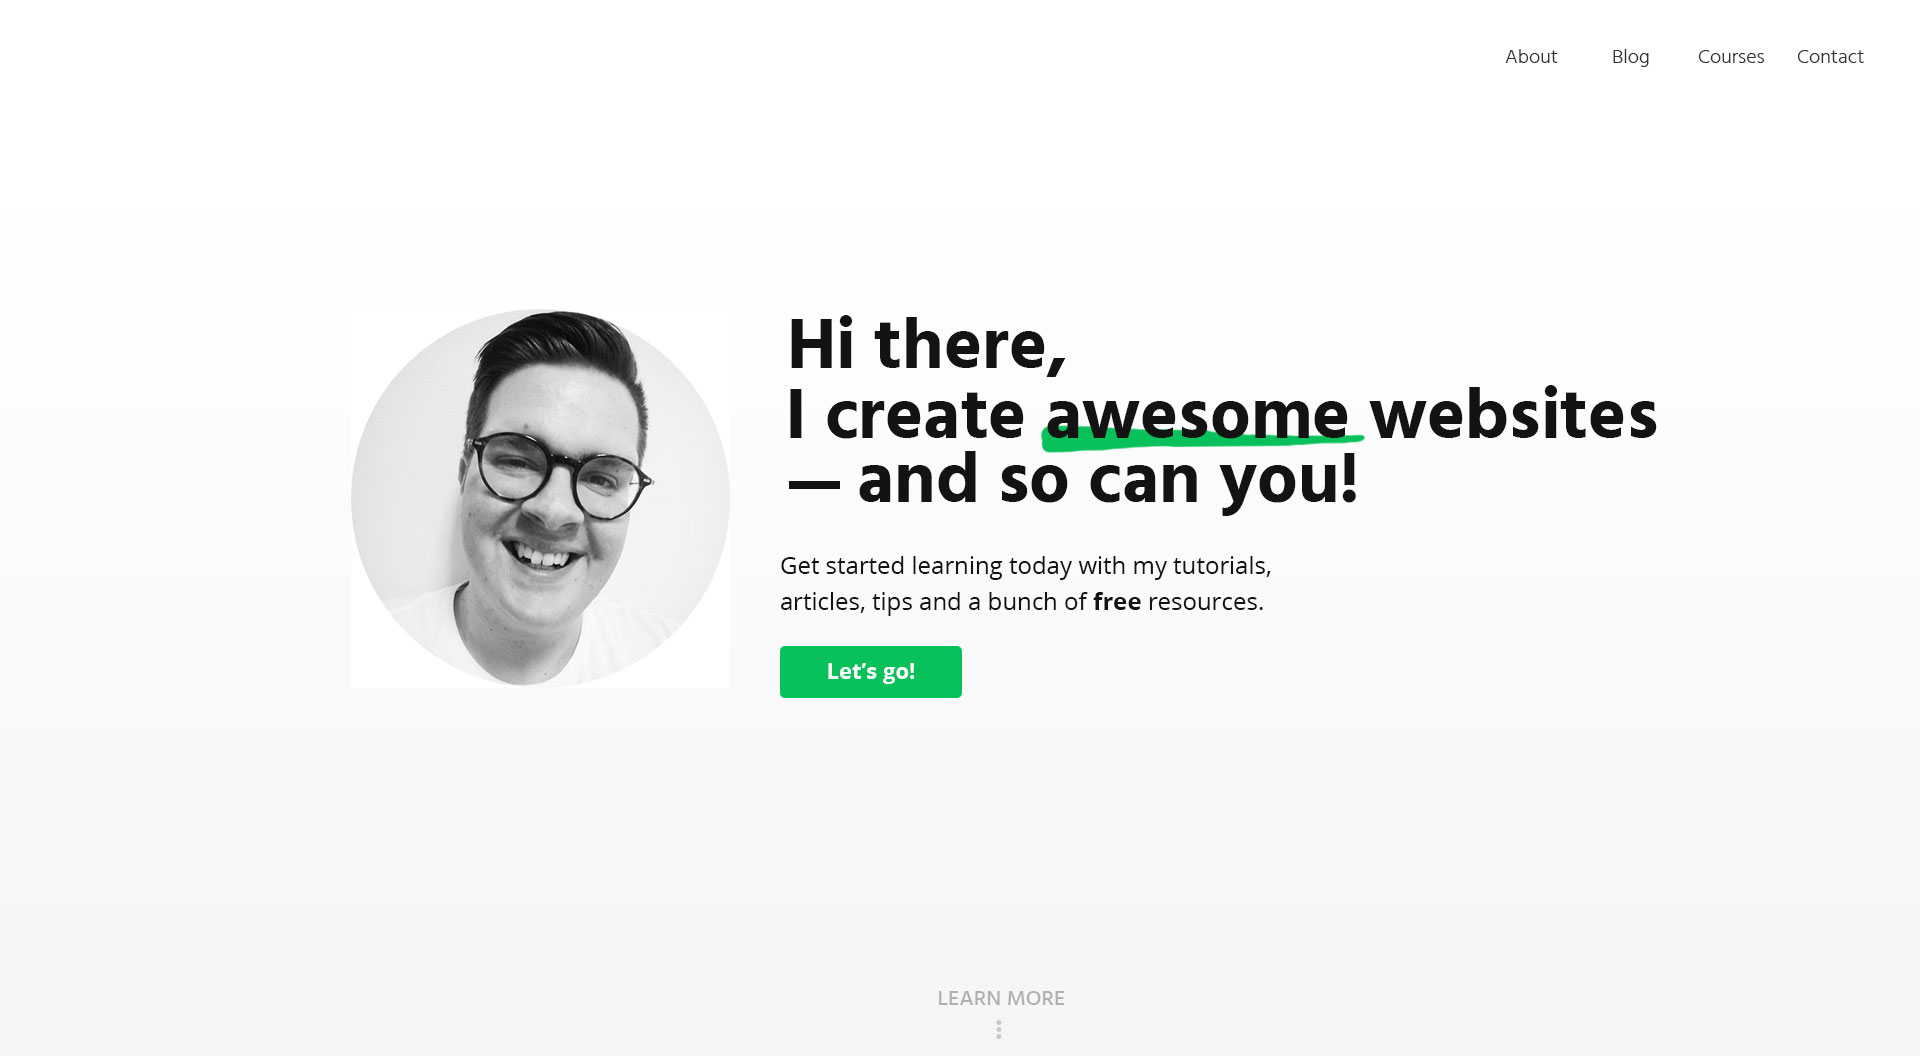 About Blog Courses Contact
Hi there,
I create awesome websites
— and so can you!
Get started learning today with my tutorials,
articles, tips and a bunch of free resources.
Let’s go!
LEARN MORE